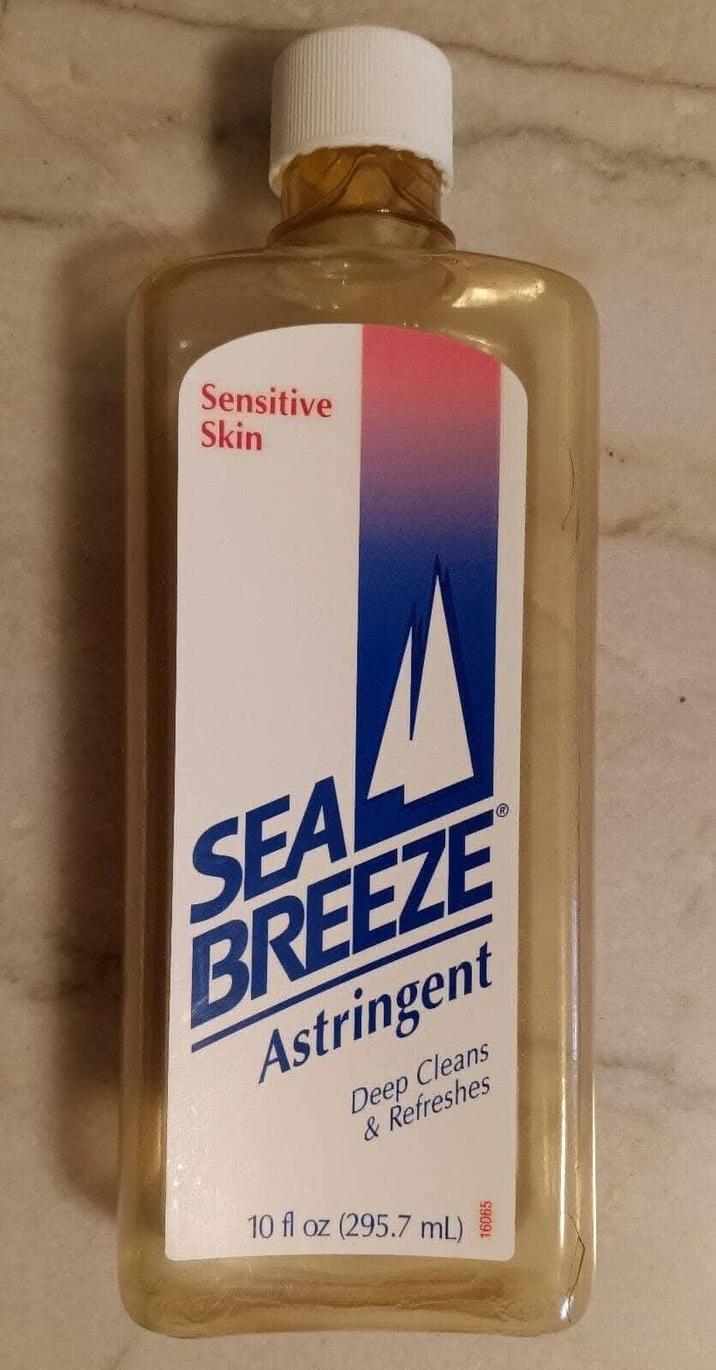 Sensitive
Skin
SEA
BREEZE®
Astringent
Deep Cleans
& Refreshes
10 fl oz (295.7 mL)
16065